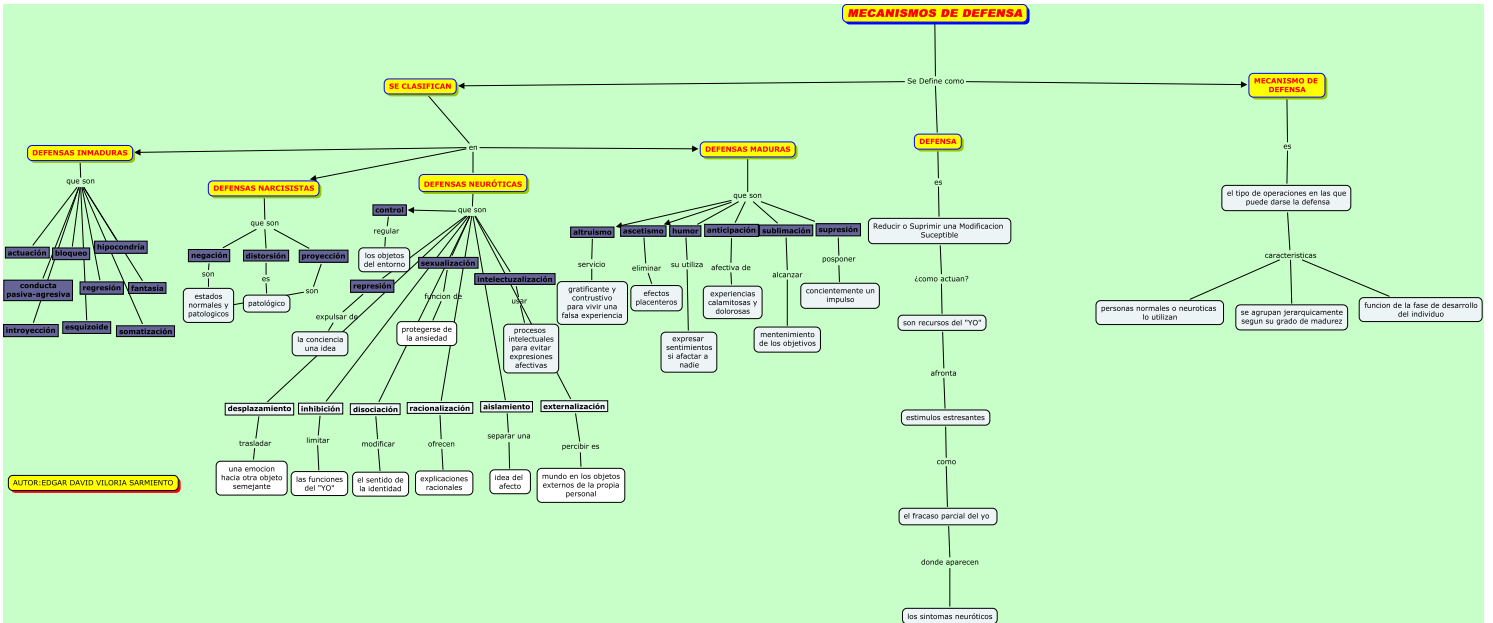 MECANISMOS DE DEFENSA
Se Define como
SE CLASIFICAN
MECANISMO DE
DEFENSA
DEFENSA
en
DEFENSAS INMADURAS
DEFENSAS NARCISISTAS
DEFENSAS NEURÓTICAS
DEFENSAS MADURAS
que son
actuación
bloqueo
hipocondría
conducta
pasiva-agresiva
regresión
fantasia
introyección
esquizoide
somatización
que son
negación
distorsión
proyección
son
es
son
estados
normales y
patologicos
patológico
que son
control
regular
los objetos
del entorno
sexualización
funcion de
protegerse de
la ansiedad
represión
expulsar de
la conciencia
una idea
intelectuzalización
usar
procesos
intelectuales
para evitar
expresiones
afectivas
desplazamiento
trasladar
una emocion
hacia otra objeto
semejante
inhibición
limitar
las funciones
del "YO"
disociación
modificar
el sentido de
la identidad
racionalización
ofrecen
explicaciones
racionales
aislamiento
separar una
idea del
afecto
externalización
percibir es
mundo en los objetos
externos de la propia
personal
que son
altruismo
servicio
gratificante y
contrustivo
para vivir una
falsa experiencia
ascetismo
eliminar
efectos
placenteros
humor
su utiliza
expresar
sentimientos
si afactar a
nadie
anticipación
afectiva de
experiencias
calamitosas y
dolorosas
sublimación
alcanzar
mentenimiento
de los objetivos
supresión
posponer
concientemente un
impulso
es
Reducir o Suprimir una Modificacion
Suceptible
¿como actuan?
son recursos del "YO"
afronta
estimulos estresantes
como
el fracaso parcial del yo
donde aparecen
los sintomas neuróticos
es
el tipo de operaciones en las que
puede darse la defensa
caracteristicas
personas normales o neuroticas
lo utilizan
se agrupan jerarquicamente
segun su grado de madurez
funcion de la fase de desarrollo
del individuo
AUTOR:EDGAR DAVID VILORIA SARMIENTO